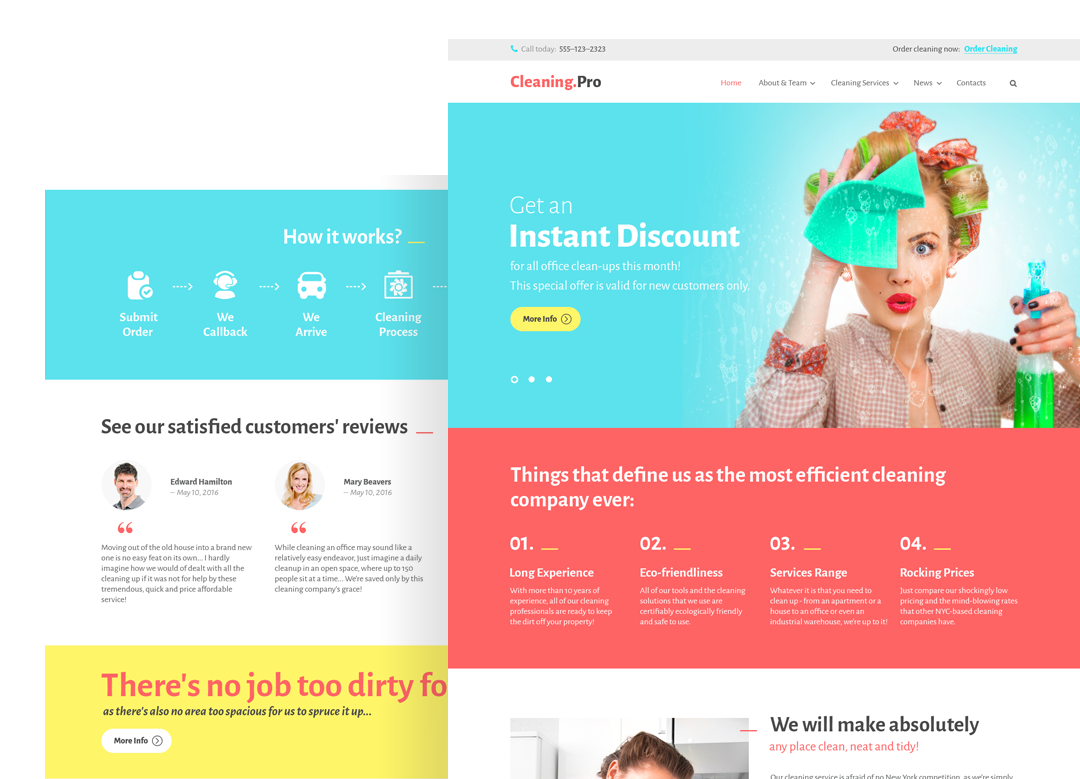 Call today: 555-123-2323
Order cleaning now: Order Cleaning
Cleaning.Pro
Home
About & Team
Cleaning Services
News
Contacts
Get an
Instant Discount
for all office clean-ups this month!
This special offer is valid for new customers only.
More Info
How it works?
Submit
Order
We
Callback
We
Arrive
Cleaning
Process
See our satisfied customers' reviews
Edward Hamilton
– May 10, 2016
“
Moving out of the old house into a brand new
one is no easy feat on its own... I hardly
imagine how we would of dealt with all the
cleaning up if it was not for help by these
tremendous, quick and price affordable
service!
Mary Beavers
– May 10, 2016
“
While cleaning an office may sound like a
relatively easy endeavor, Just imagine a daily
cleanup in an open space, where up to 150
people sit at a time... We're saved only by this
cleaning company's grace!
There's no job too dirty fo
as there's also no area too spacious for us to spruce it up...
More Info
Things that define us as the most efficient cleaning
company ever:
01.
Long Experience
With more than 10 years of
experience, all of our cleaning
professionals are ready to keep
the dirt off your property!
02.
Eco-friendliness
All of our tools and the cleaning
solutions that we use are
certifiably ecologically friendly
and safe to use.
03.
Services Range
Whatever it is that you need to
clean up - from an apartment or a
house to an office or even an
industrial warehouse, we're up to it!
04.
Rocking Prices
Just compare our shockingly low
pricing and the mind-blowing rates
that other NYC-based cleaning
companies have.
We will make absolutely
any place clean, neat and tidy!
Our cleaning service is afraid of no New York competition, as we're simply